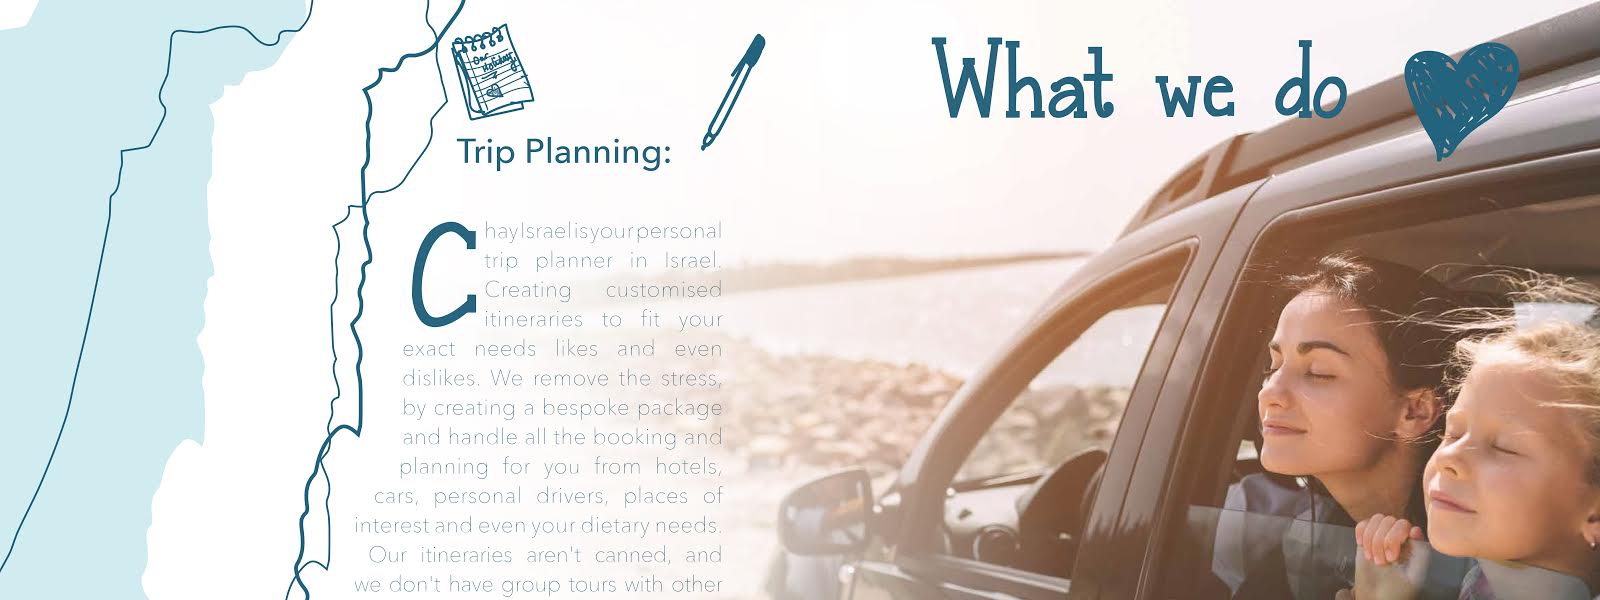 What we do
Our
Holiday
Trip Planning:
ChayIsraelisyourpersonal
trip planner in Israel.
Creating customised
itineraries to fit your
exact needs likes and even
dislikes. We remove the stress,
by creating a bespoke package
and handle all the booking and
planning for you from hotels,
cars, personal drivers, places of
interest and even your dietary needs.
Our itineraries aren't canned, and
we don't have group tours with other